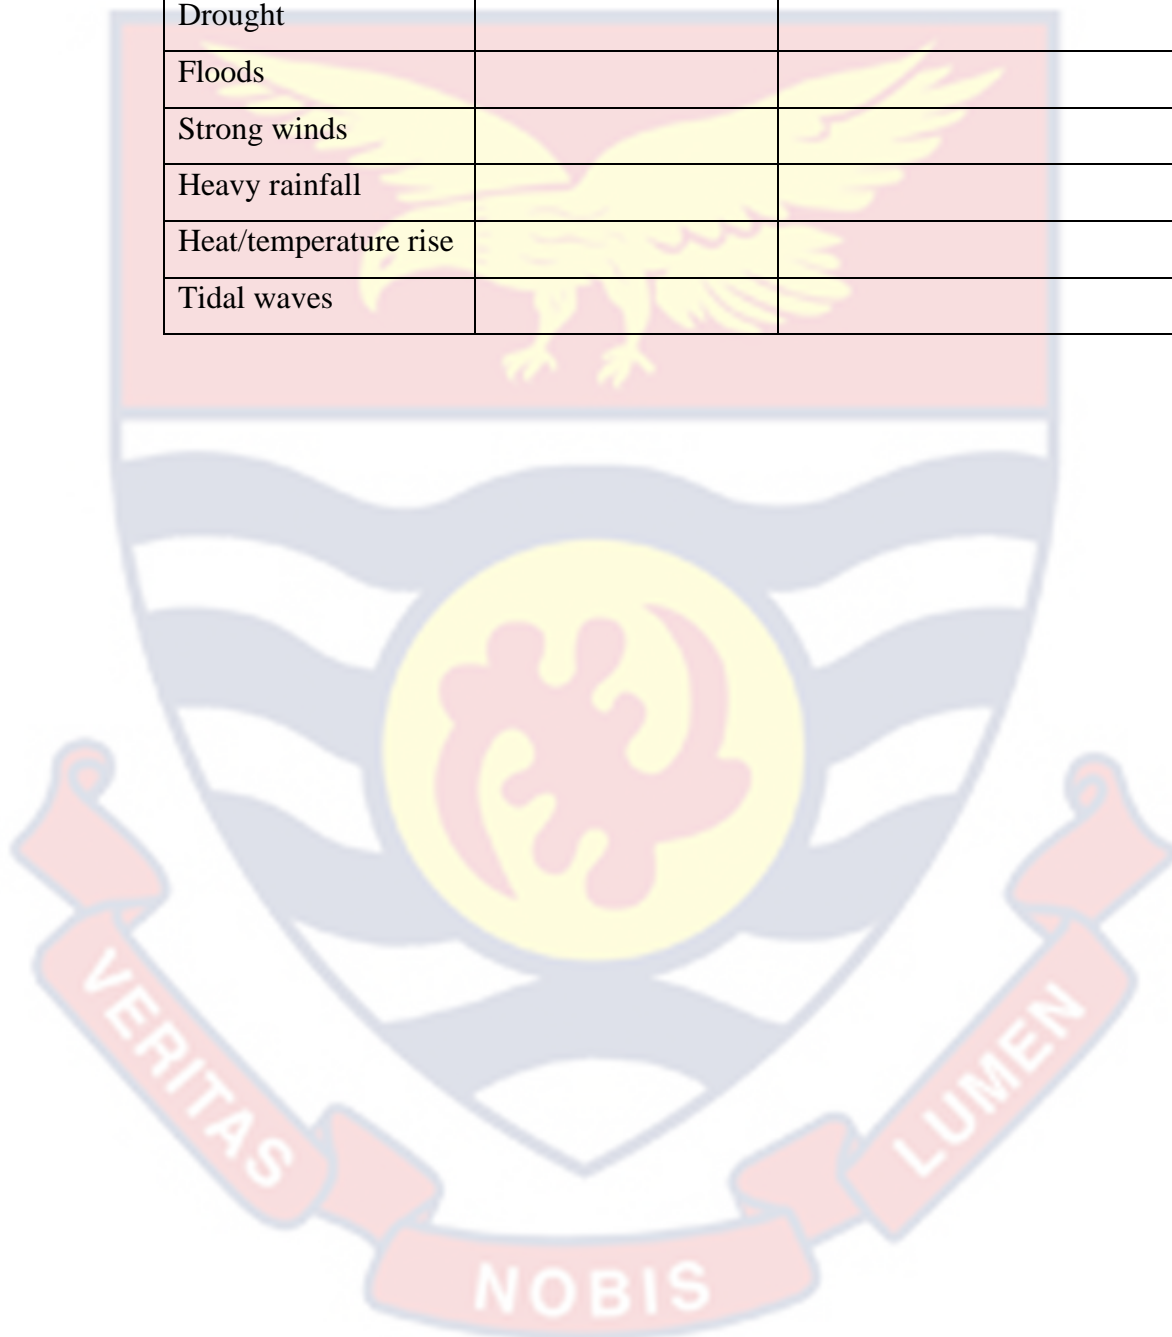 Drought
Floods
Strong winds
Heavy rainfall
Heat/temperature rise
Tidal waves
VERITAS
NOBIS
LUMEN